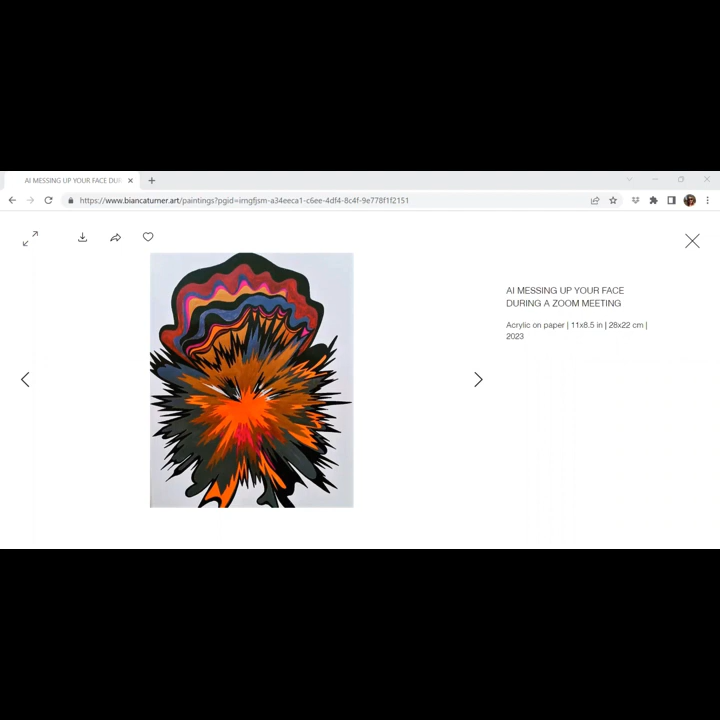 AI MESSING UP YOUR FACE DUR
https://www.biancatumer.art/paintings?pgid=imgfjsm-a34eeca1-c6ee-4df4-8c4f-9e778f1f2151
AI MESSING UP YOUR FACE
DURING A ZOOM MEETING
Acrylic on paper | 11x8.5 in | 28x22 cm |
2023